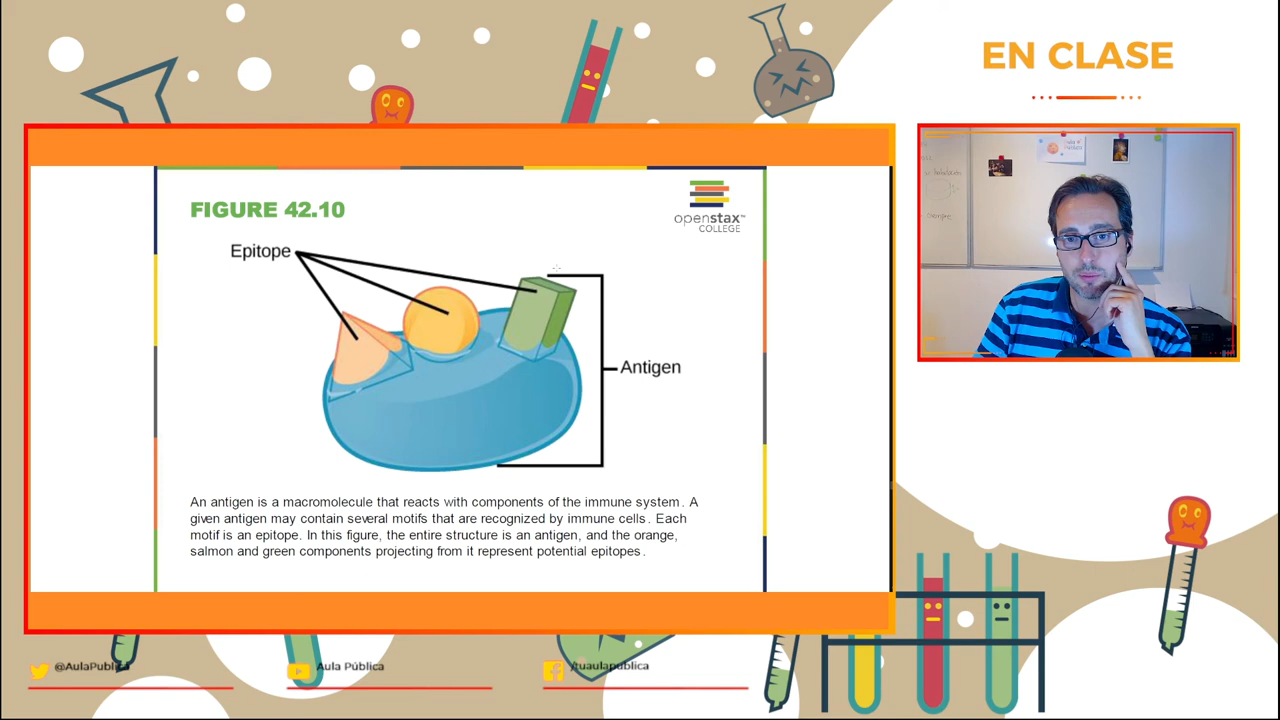 EN CLASE
FIGURE 42.10
openstax™
COLLEGE
Epitope
Antigen
An antigen is a macromolecule that reacts with components of the immune system. A
given antigen may contain several motifs that are recognized by immune cells. Each
motif is an epitope. In this figure, the entire structure is an antigen, and the orange,
salmon and green components projecting from it represent potential epitopes.
@AulaPublica
Aula Pública
/tuaulapublica